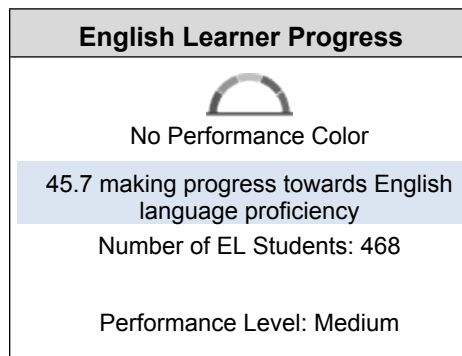 English Learner Progress
No Performance Color
45.7 making progress towards English
language proficiency
Number of EL Students: 468
Performance Level: Medium